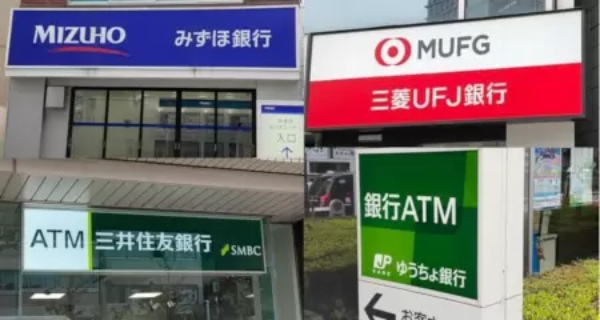 MIZUHO みずほ銀行
入口
MUFG
三菱UFJ銀行
ATM 三井住友銀行 SMBC
銀行ATM
JP BANK ゆうちょ銀行